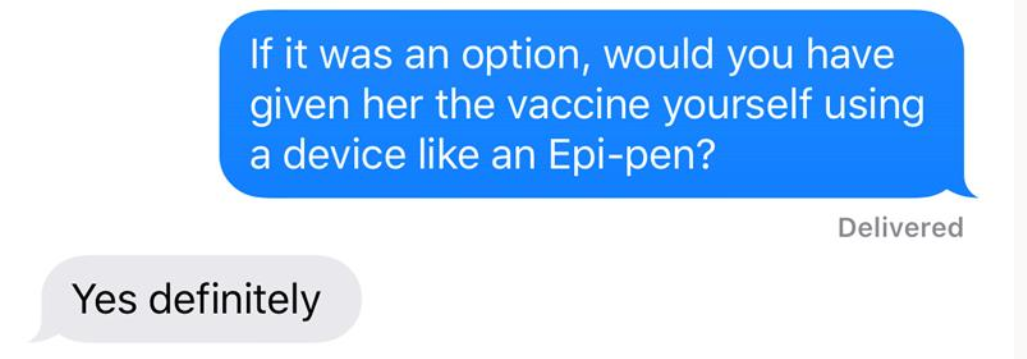 If it was an option, would you have
given her the vaccine yourself using
a device like an Epi-pen?
Delivered
Yes definitely